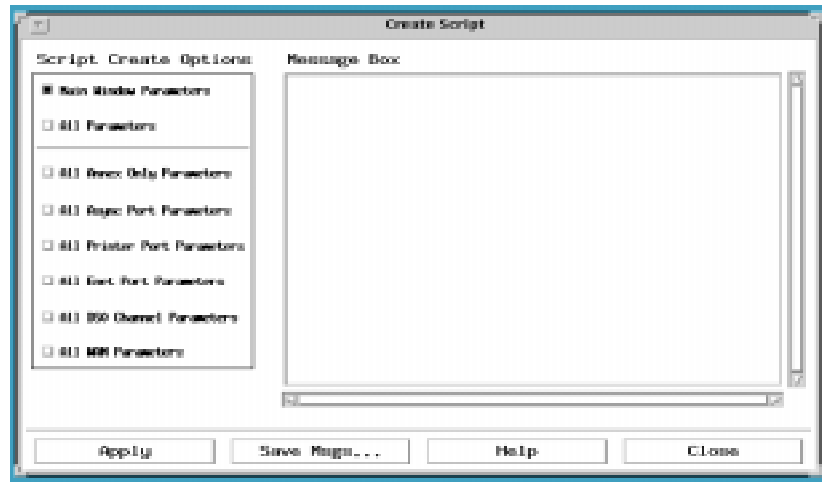 Create Script
Script Create Options
Message Box
Main Window Parameters
All Parameters
All Annex Only Parameters
All Async Port Parameters
All Printer Port Parameters
All Enet Port Parameters
All DS0 Channel Parameters
All WAN Parameters
Apply
Save Msgs...
Help
Close